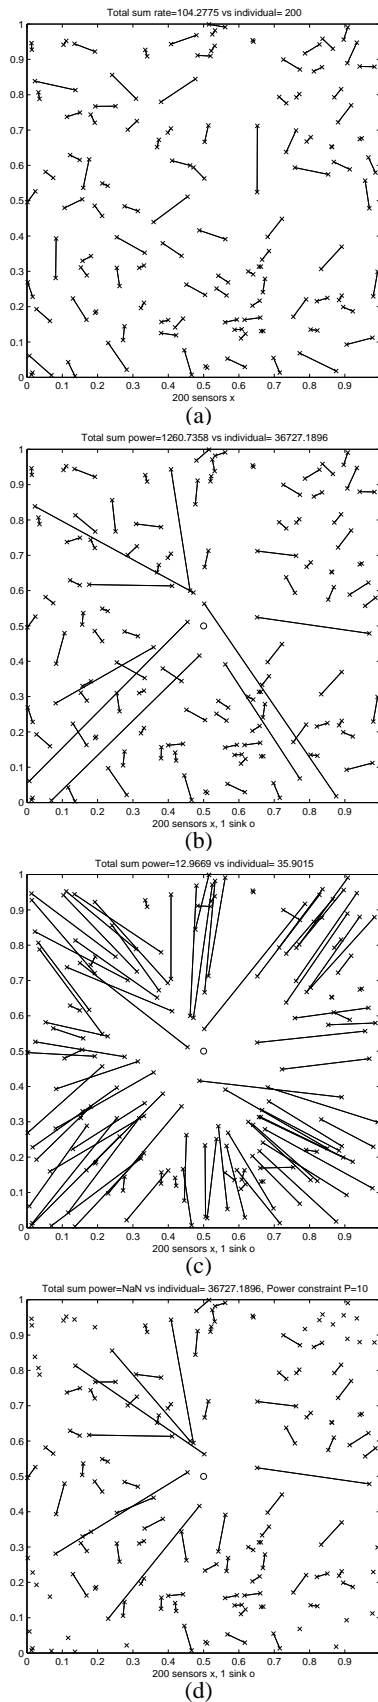 Total sum rate=104.2775 vs individual= 200
1
0.9
0.8
0.7
0.6
0.5
0.4
0.3
0.2
0.1
0
0 0.1 0.2 0.3 0.4 0.5 0.6 0.7 0.8 0.9
200 sensors x
(a)
Total sum power=1260.7358 vs individual= 36727.1896
1
0.9
0.8
0.7
0.6
0.5
0.4
0.3
0.2
0.1
0
0 0.1 0.2 0.3 0.4 0.5 0.6 0.7 0.8 0.9
200 sensors x, 1 sink o
(b)
Total sum power=12.9669 vs individual= 35.9015
1
0.9
0.8
0.7
0.6
0.5
0.4
0.3
0.2
0.1
0
0 0.1 0.2 0.3 0.4 0.5 0.6 0.7 0.8 0.9
200 sensors x, 1 sink o
(c)
Total sum power=NaN vs individual= 36727.1896, Power constraint P=10
1
0.9
0.8
0.7
0.6
0.5
0.4
0.3
0.2
0.1
0
0 0.1 0.2 0.3 0.4 0.5 0.6 0.7 0.8 0.9
200 sensors x, 1 sink o
(d)